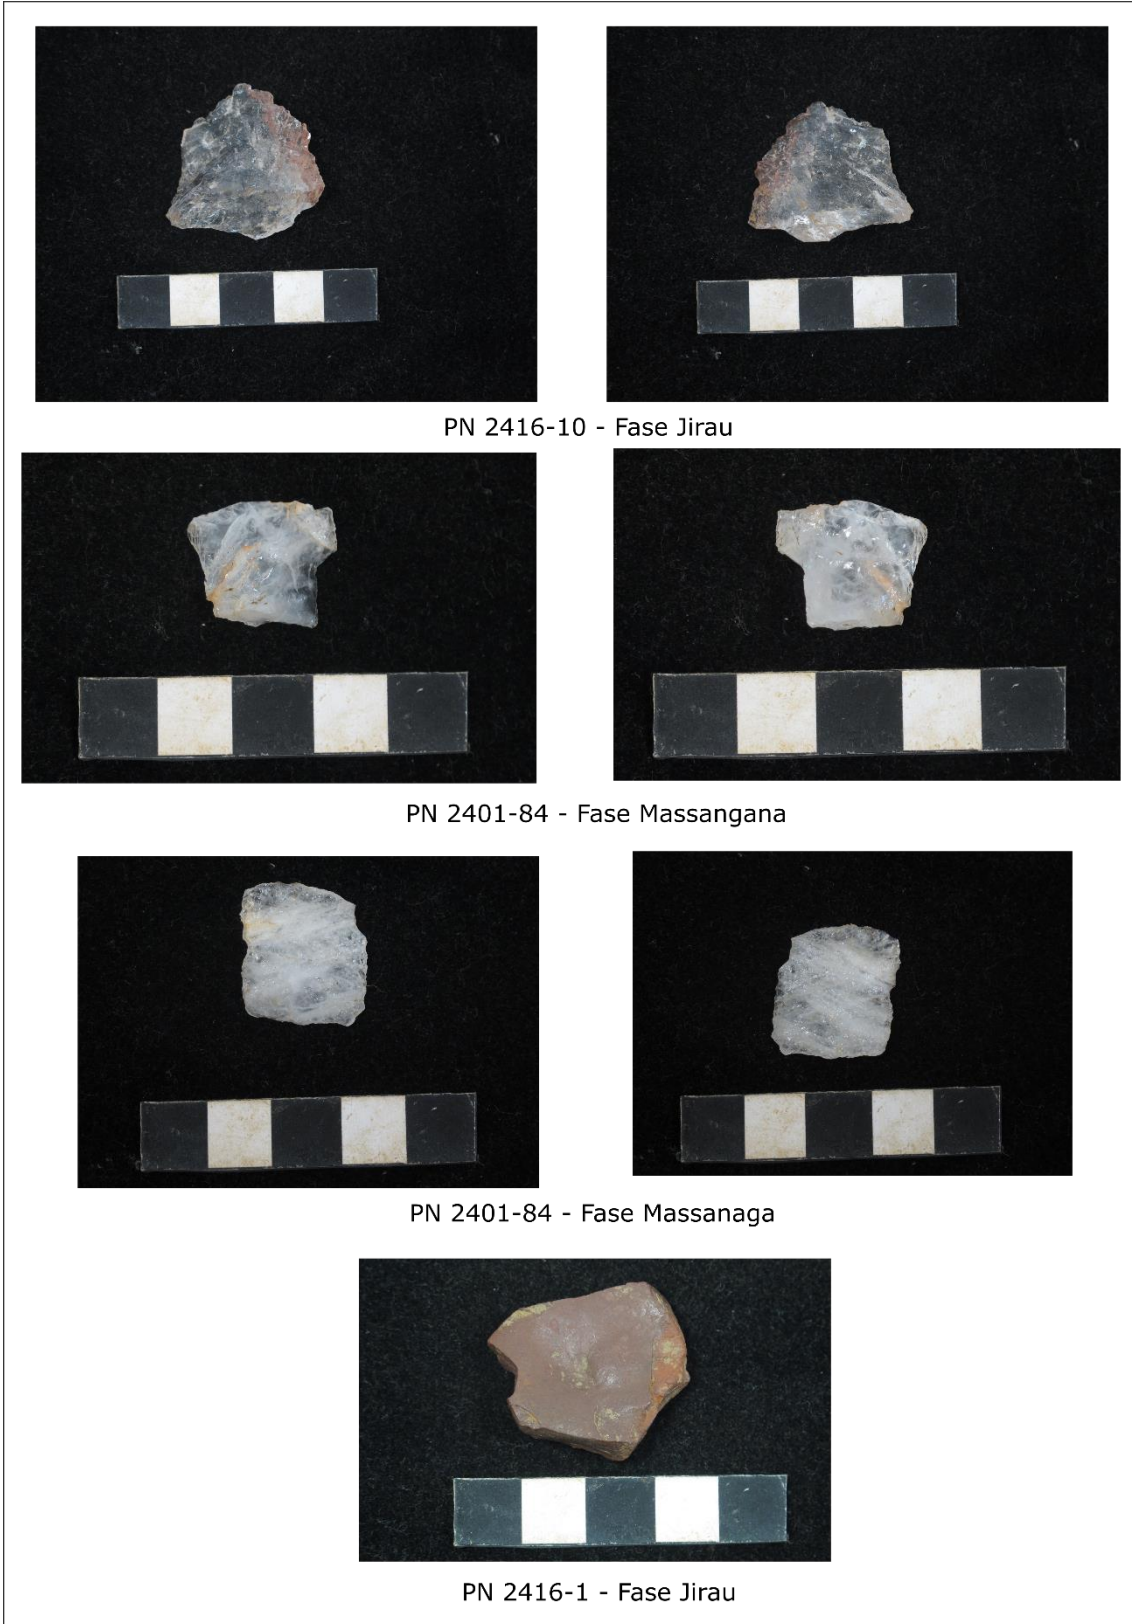 PN 2416-10 - Fase Jirau
PN 2401-84 - Fase Massangana
PN 2401-84 - Fase Massanaga
PN 2416-1 - Fase Jirau